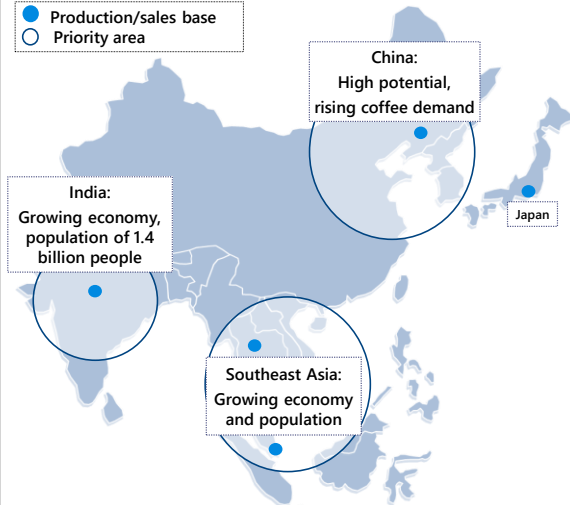 Production/sales base
Priority area
China:
High potential,
rising coffee demand
India:
Growing economy,
population of 1.4
billion people
Japan
Southeast Asia:
Growing economy
and population